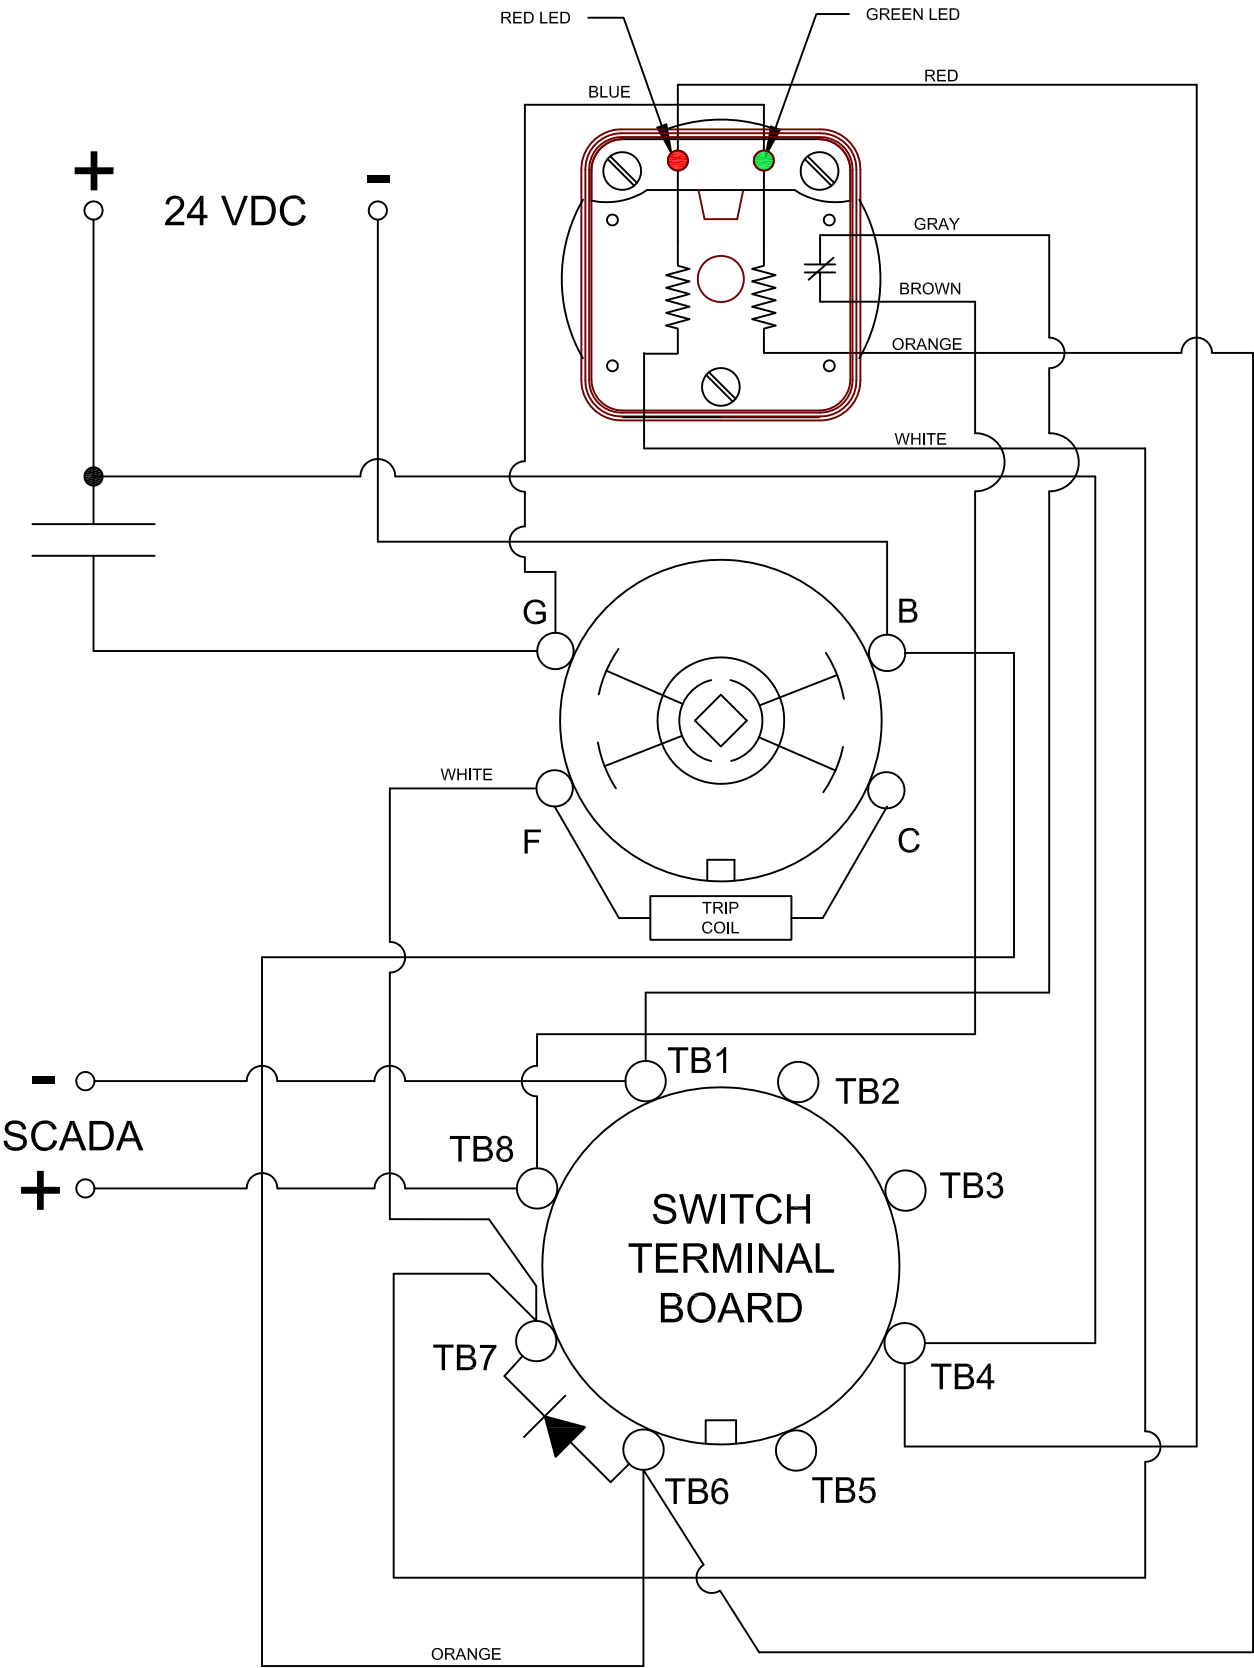 RED LED
GREEN LED
RED
BLUE
+
-
24 VDC
GRAY
BROWN
ORANGE
WHITE
G
B
WHITE
F
C
TRIP
COIL
-
TB1
TB2
SCADA
TB8
+
TB3
SWITCH
TERMINAL
BOARD
TB7
TB4
TB6
TB5
ORANGE